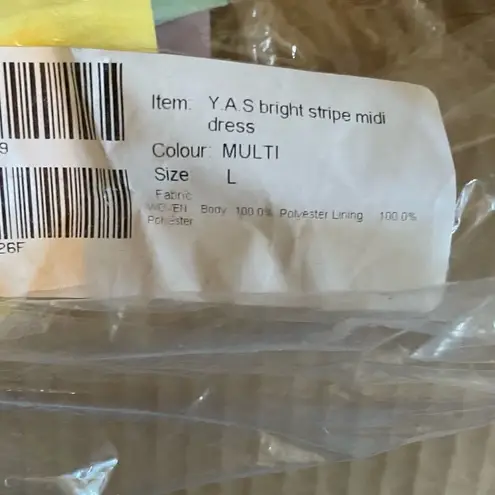 Item: Y.A.S bright stripe midi
dress
Colour: MULTI
9
Size L
Fabric
WOVEN Body 100.0% Polyester Lining 100.0%
Polyester
26F